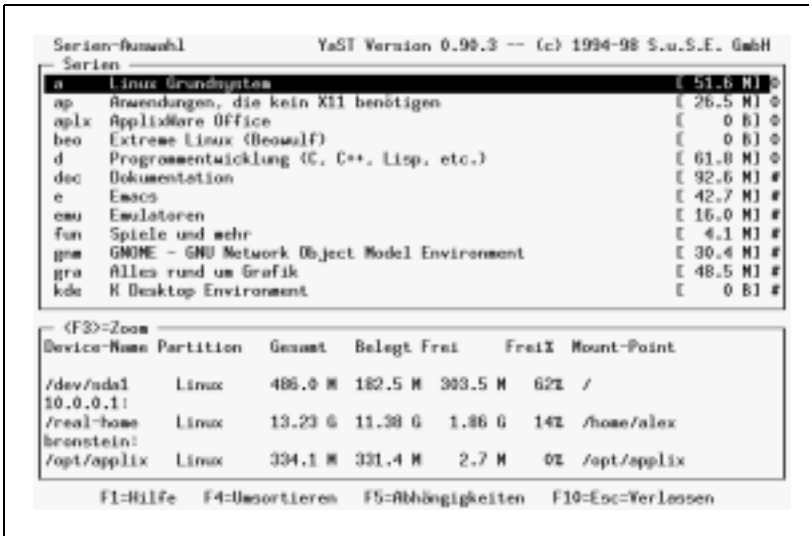 Serien-Auswahl YaST Version 0.90.3 -- (c) 1994-98 S.u.S.E. GmbH
Serien
a Linux Grundsystem [ 51.6 M] o
ap Anwendungen, die kein X11 benötigen [ 26.5 M] o
aplx ApplixWare Office [ 0 B] o
beo Extreme Linux (Beowulf) [ 0 B] o
d Programmentwicklung (C, C++, Lisp, etc.) [ 61.8 M] o
doc Dokumentation [ 92.6 M] #
e Emacs [ 42.7 M] #
emu Emulatoren [ 16.0 M] #
fun Spiele und mehr [ 4.1 M] #
gnm GNOME - GNU Network Object Model Environment [ 30.4 M] #
gra Alles rund um Grafik [ 48.5 M] #
kde K Desktop Environment [ 0 B] #
<F3>=Zoom
Device-Name Partition Gesamt Belegt Frei Frei% Mount-Point
/dev/sda1 Linux 486.0 M 182.5 M 303.5 M 62% /
10.0.0.1:
/real-home Linux 13.23 G 11.38 G 1.86 G 14% /home/alex
bronstein:
/opt/applix Linux 334.1 M 331.4 M 2.7 M 0% /opt/applix
F1=Hilfe F4=Umsortieren F5=Abhängigkeiten F10=Esc=Verlassen